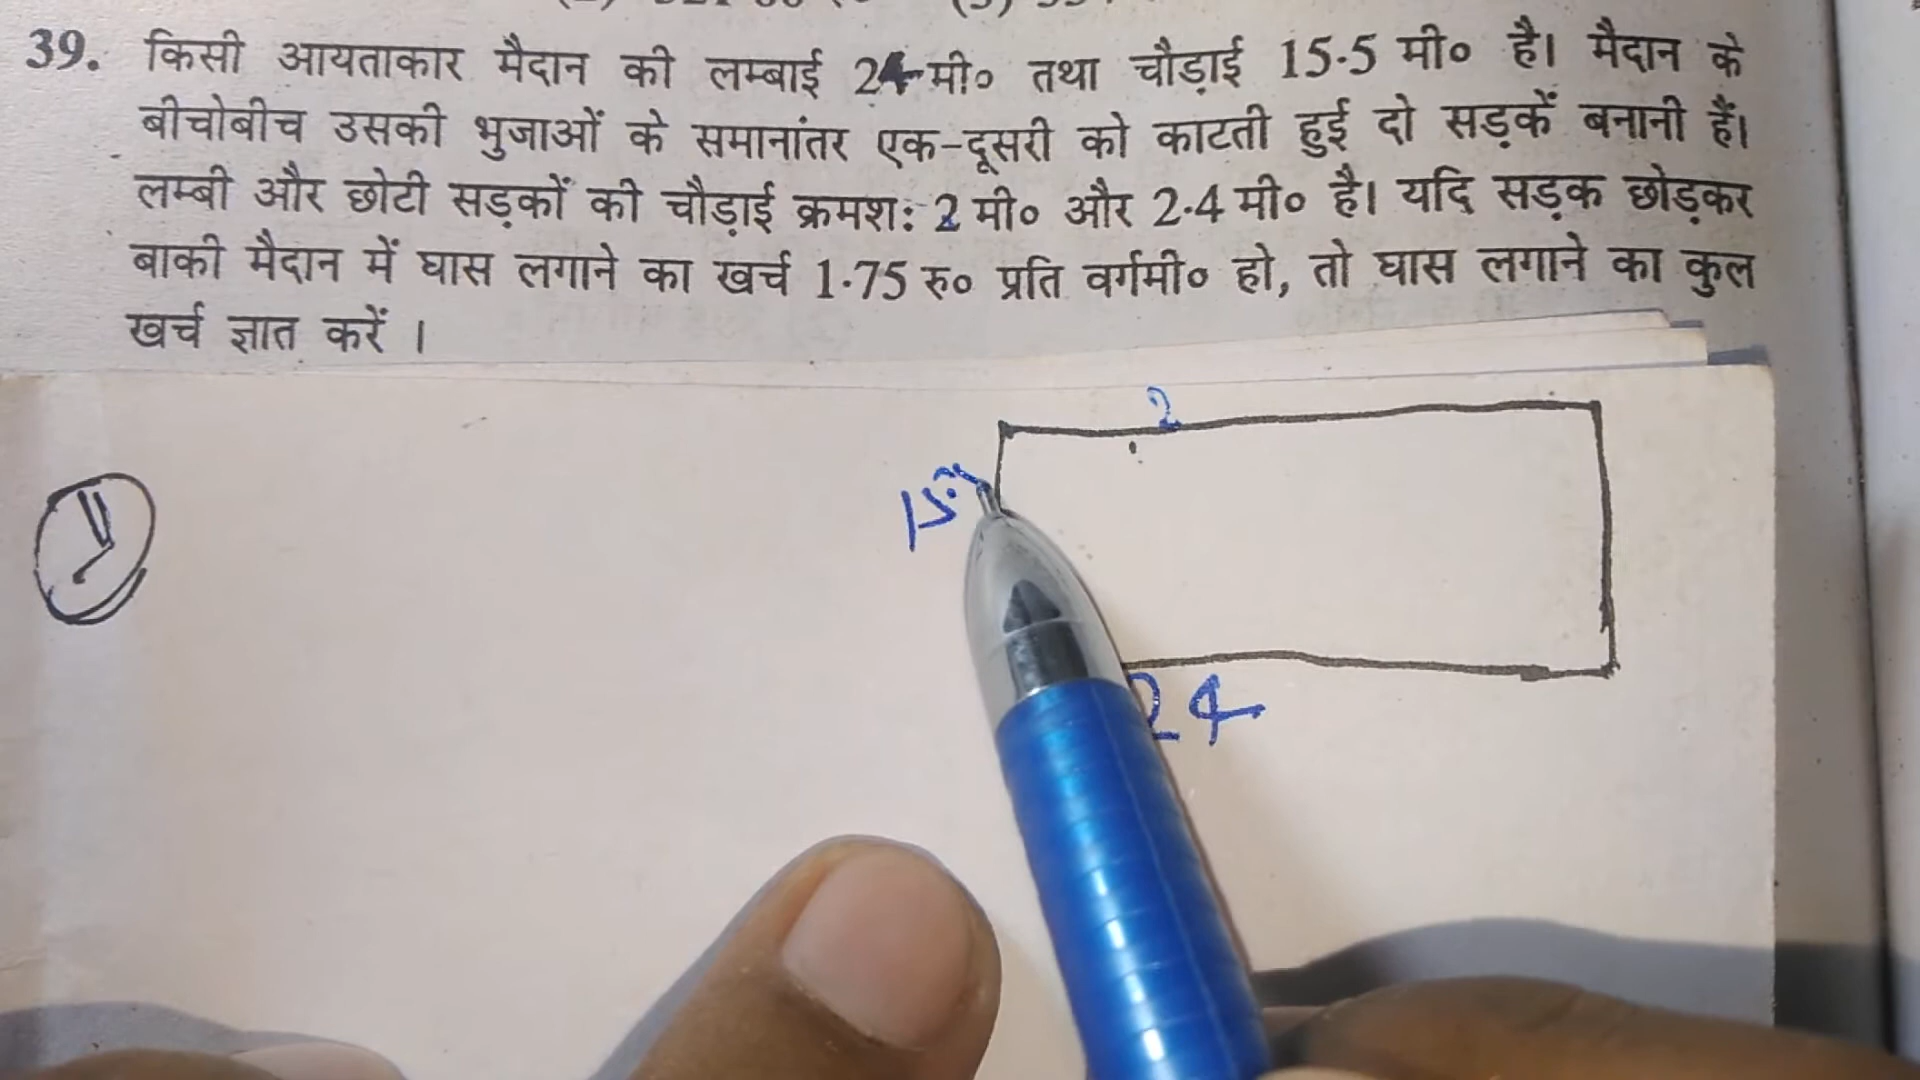 39. किसी आयताकार मैदान की लम्बाई 24 मी० तथा चौड़ाई 15·5 मी० है। मैदान के
बीचोबीच उसकी भुजाओं के समानांतर एक-दूसरी को काटती हुई दो सड़कें बनानी हैं।
लम्बी और छोटी सड़कों की चौड़ाई क्रमशः 2 मी० और 2·4 मी० है। यदि सड़क छोड़कर
बाकी मैदान में घास लगाने का खर्च 1·75 रु० प्रति वर्गमी० हो, तो घास लगाने का कुल
खर्च ज्ञात करें ।
2
24